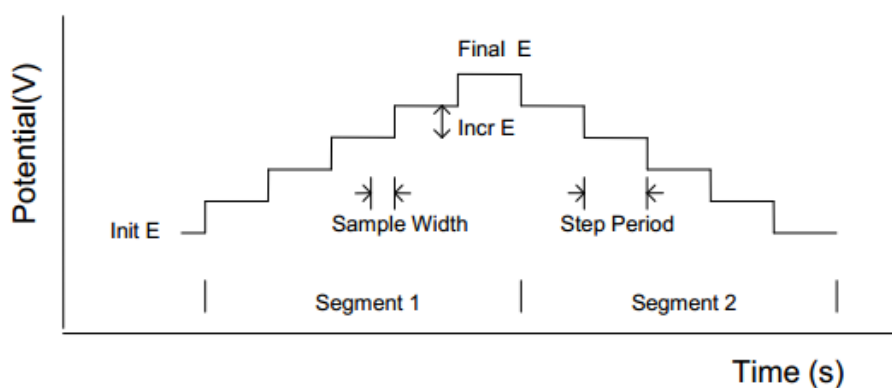 Potential(V)
Final E
Incr E
Init E
Sample Width
Step Period
Segment 1
Segment 2
Time (s)